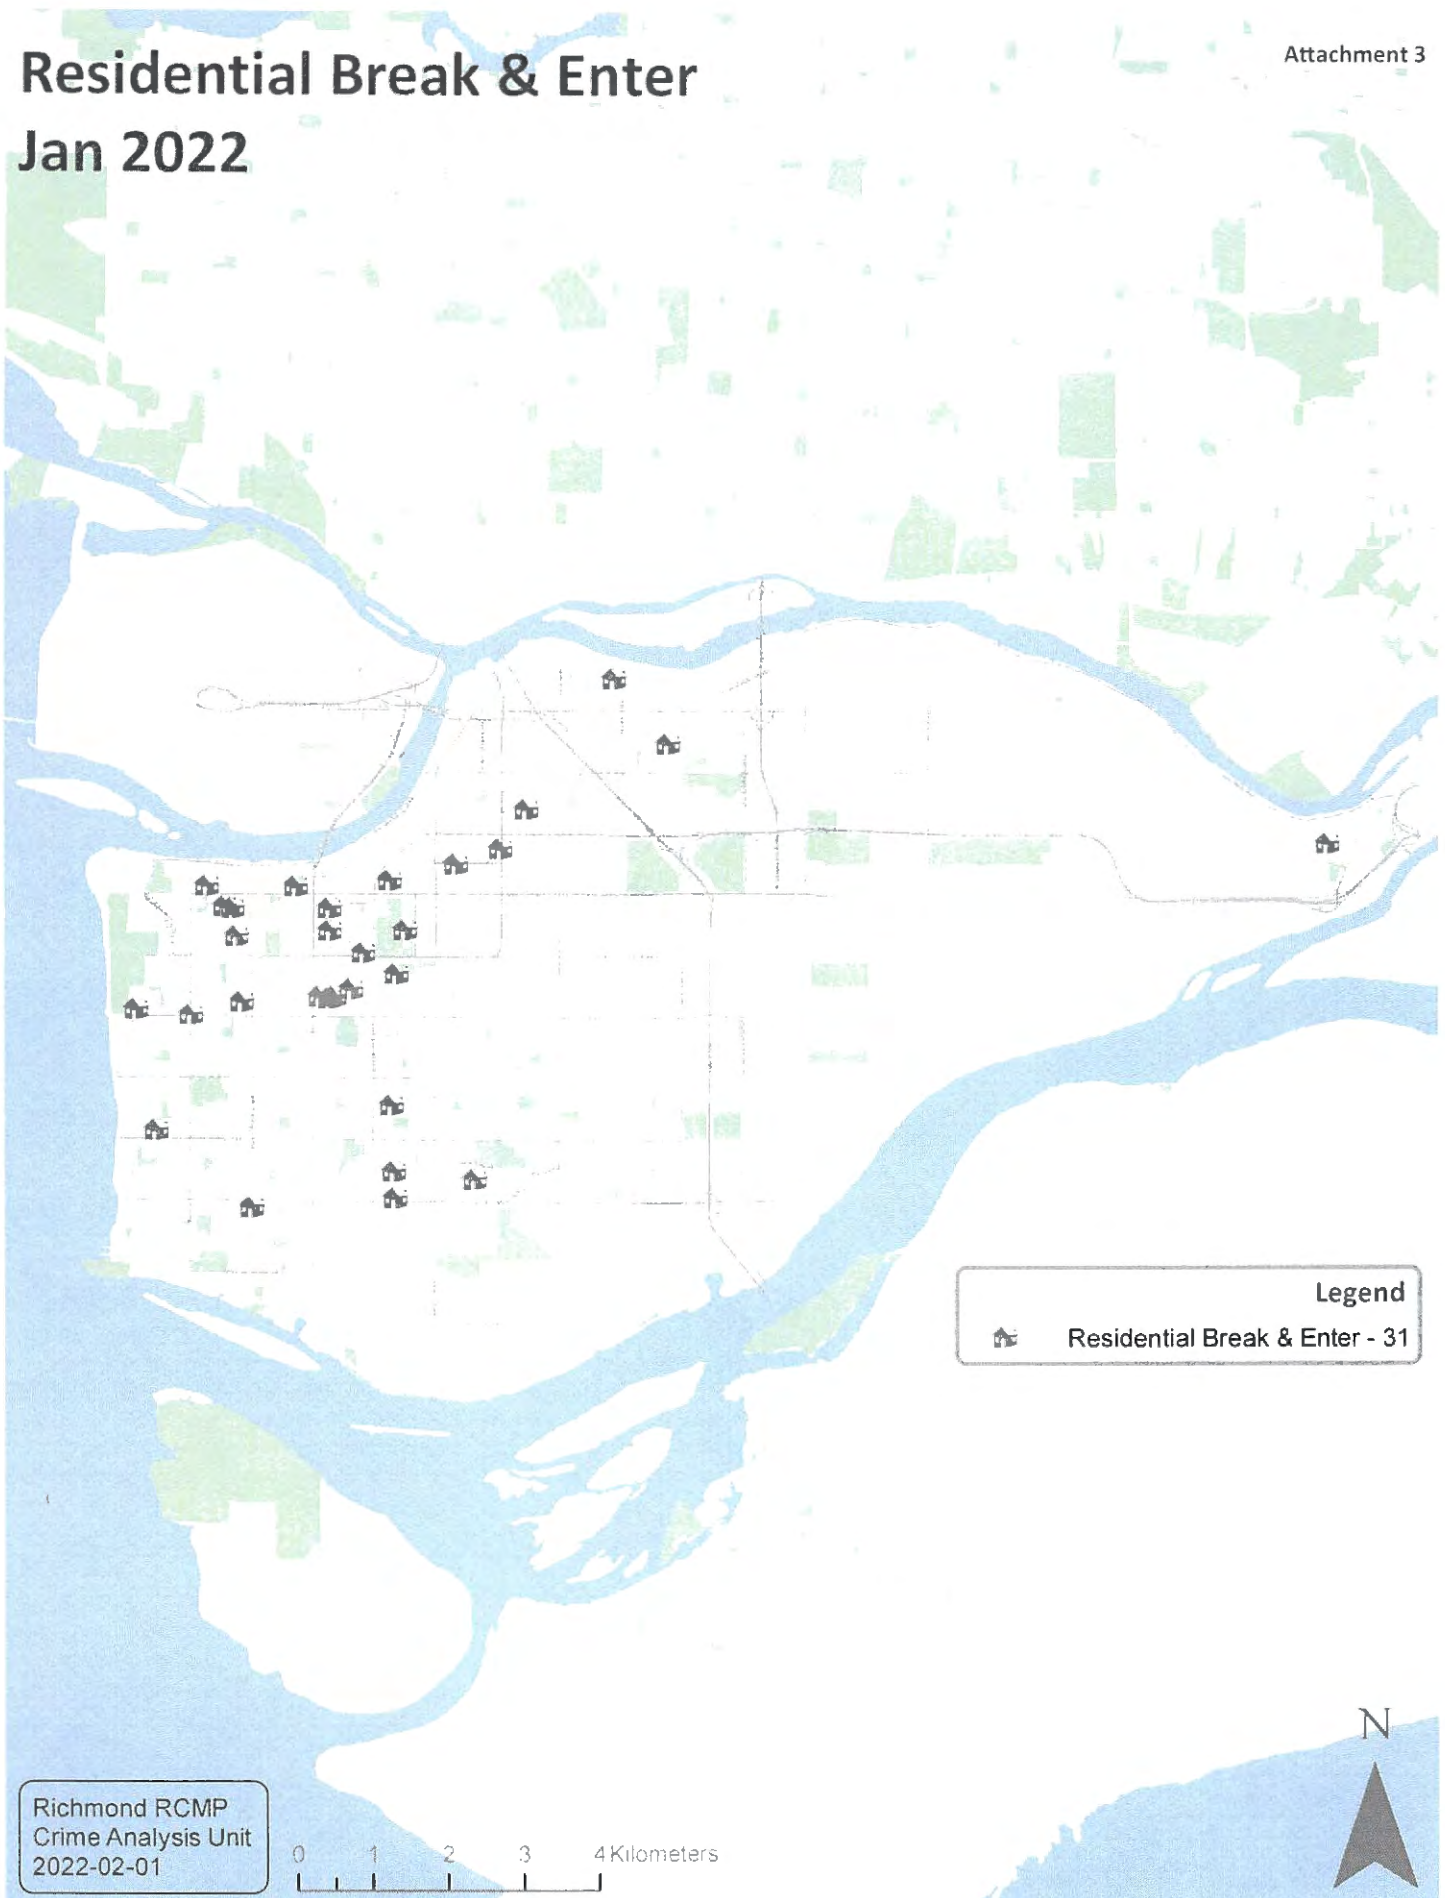 Attachment 3
Residential Break & Enter
Jan 2022
Legend
Residential Break & Enter - 31
N
Richmond RCMP
Crime Analysis Unit
2022-02-01
0 1 2 3 4 Kilometers